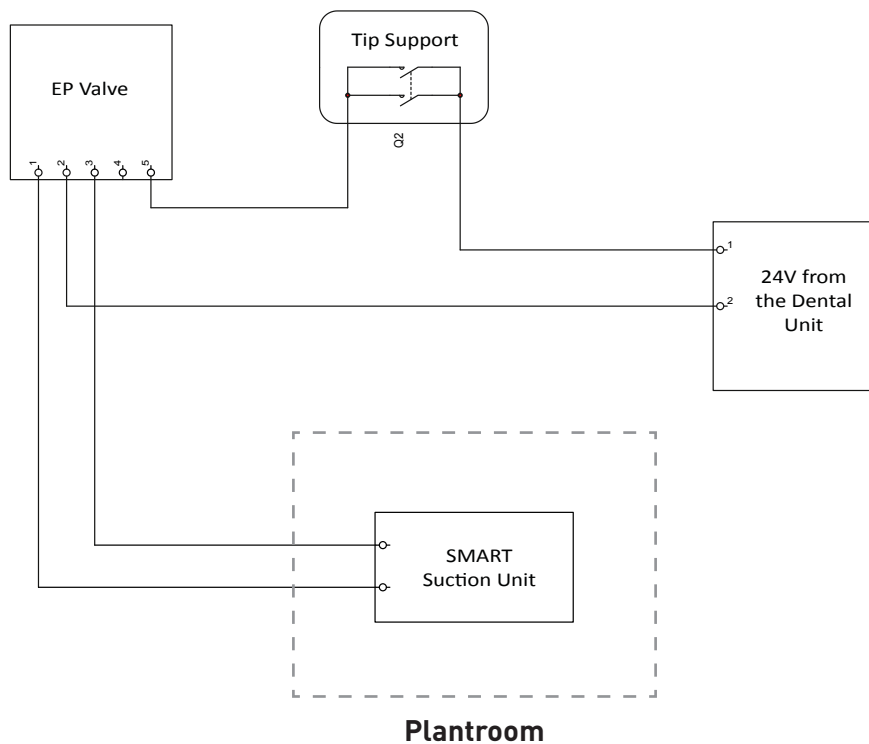 Tip Support
EP Valve
Q2
1
2
3
4
5
1
24V from
the Dental
2
Unit
SMART
Suction Unit
Plantroom